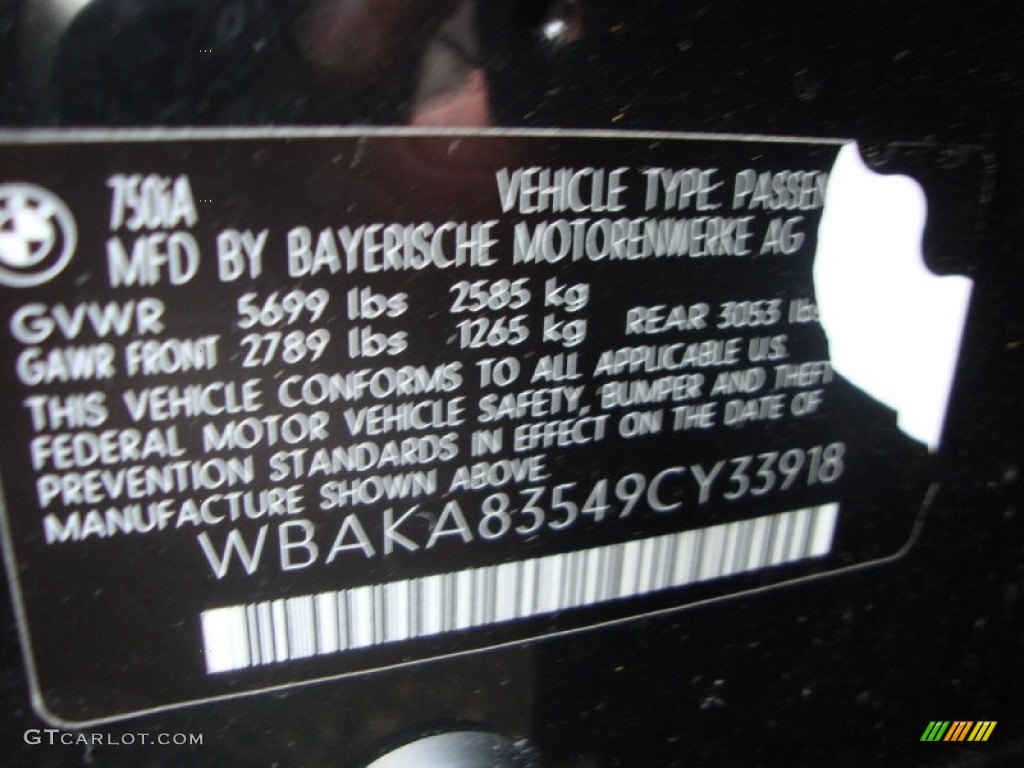 750iA
VEHICLE TYPE: PASSEN
MFD BY BAYERISCHE MOTORENWERKE AG
GVWR 5699 lbs 2585 kg
GAWR FRONT 2789 lbs 1265 kg REAR 3053 lbs
THIS VEHICLE CONFORMS TO ALL APPLICABLE U.S.
FEDERAL MOTOR VEHICLE SAFETY, BUMPER AND THEFT
PREVENTION STANDARDS IN EFFECT ON THE DATE OF
MANUFACTURE SHOWN ABOVE.
WBAKA83549CY33918
GTCARLOT.COM